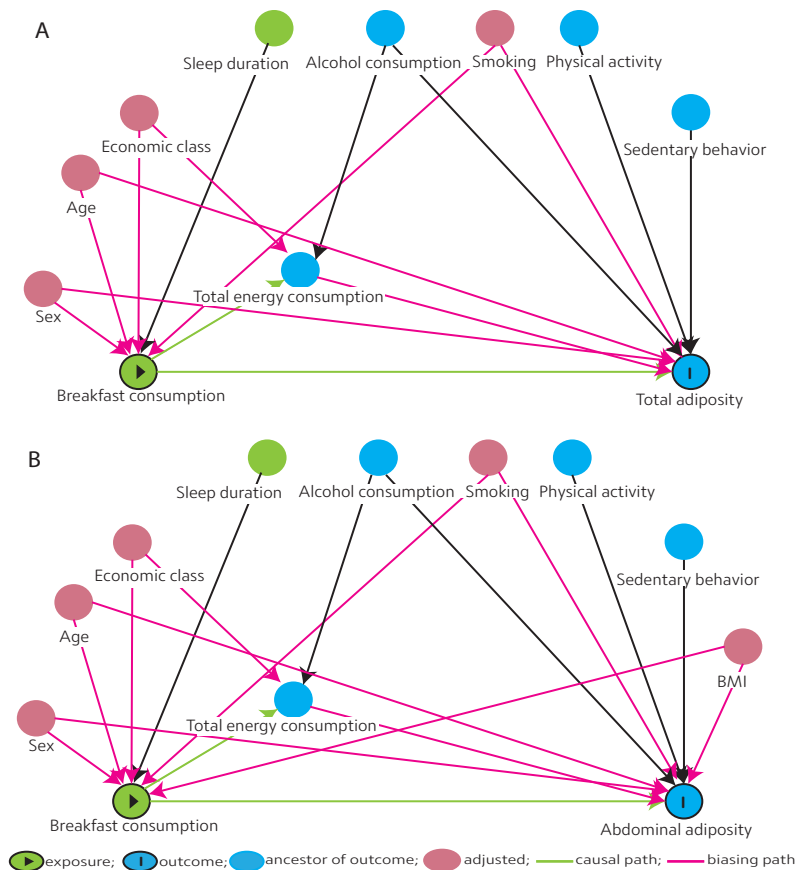 A
Sleep duration
Alcohol consumption
Smoking
Physical activity
Economic class
Sedentary behavior
Age
Total energy consumption
Sex
Breakfast consumption
I
Total adiposity
B
Sleep duration
Alcohol consumption
Smoking
Physical activity
Economic class
Sedentary behavior
Age
BMI
Total energy consumption
Sex
Breakfast consumption
I
Abdominal adiposity
exposure; I outcome; ancestor of outcome; adjusted; causal path; biasing path